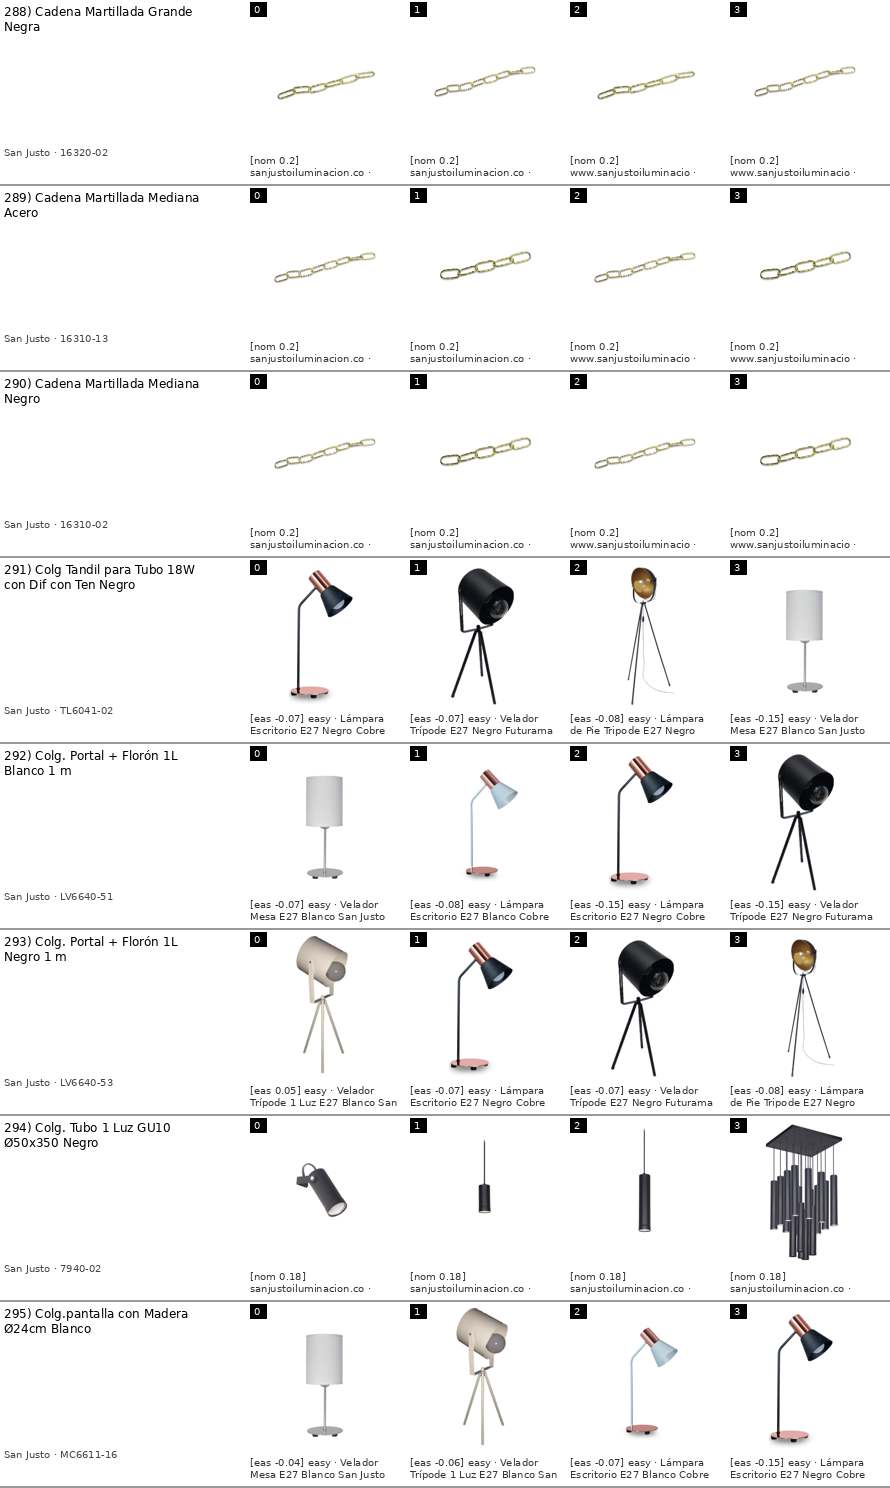 288) Cadena Martillada Grande
Negra
San Justo · 16320-02
0
1
2
3
[nom 0.2]
sanjustoiluminacion.co ·
[nom 0.2]
sanjustoiluminacion.co ·
[nom 0.2]
www.sanjustoiluminacio ·
[nom 0.2]
www.sanjustoiluminacio ·
289) Cadena Martillada Mediana
Acero
San Justo · 16310-13
0
1
2
3
[nom 0.2]
sanjustoiluminacion.co ·
[nom 0.2]
sanjustoiluminacion.co ·
[nom 0.2]
www.sanjustoiluminacio ·
[nom 0.2]
www.sanjustoiluminacio ·
290) Cadena Martillada Mediana
Negro
San Justo · 16310-02
0
1
2
3
[nom 0.2]
sanjustoiluminacion.co ·
[nom 0.2]
sanjustoiluminacion.co ·
[nom 0.2]
www.sanjustoiluminacio ·
[nom 0.2]
www.sanjustoiluminacio ·
291) Colg Tandil para Tubo 18W
con Dif con Ten Negro
San Justo · TL6041-02
0
1
2
3
[eas -0.07] easy · Lámpara
Escritorio E27 Negro Cobre
[eas -0.07] easy · Velador
Trípode E27 Negro Futurama
[eas -0.08] easy · Lámpara
de Pie Tripode E27 Negro
[eas -0.15] easy · Velador
Mesa E27 Blanco San Justo
292) Colg. Portal + Florón 1L
Blanco 1 m
San Justo · LV6640-51
0
1
2
3
[eas -0.07] easy · Velador
Mesa E27 Blanco San Justo
[eas -0.08] easy · Lámpara
Escritorio E27 Blanco Cobre
[eas -0.15] easy · Lámpara
Escritorio E27 Negro Cobre
[eas -0.15] easy · Velador
Trípode E27 Negro Futurama
293) Colg. Portal + Florón 1L
Negro 1 m
San Justo · LV6640-53
0
1
2
3
[eas 0.05] easy · Velador
Trípode 1 Luz E27 Blanco San
[eas -0.07] easy · Lámpara
Escritorio E27 Negro Cobre
[eas -0.07] easy · Velador
Trípode E27 Negro Futurama
[eas -0.08] easy · Lámpara
de Pie Tripode E27 Negro
294) Colg. Tubo 1 Luz GU10
Ø50x350 Negro
San Justo · 7940-02
0
1
2
3
[nom 0.18]
sanjustoiluminacion.co ·
[nom 0.18]
sanjustoiluminacion.co ·
[nom 0.18]
sanjustoiluminacion.co ·
[nom 0.18]
sanjustoiluminacion.co ·
295) Colg.pantalla con Madera
Ø24cm Blanco
San Justo · MC6611-16
0
1
2
3
[eas -0.04] easy · Velador
Mesa E27 Blanco San Justo
[eas -0.06] easy · Velador
Trípode 1 Luz E27 Blanco San
[eas -0.07] easy · Lámpara
Escritorio E27 Blanco Cobre
[eas -0.15] easy · Lámpara
Escritorio E27 Negro Cobre